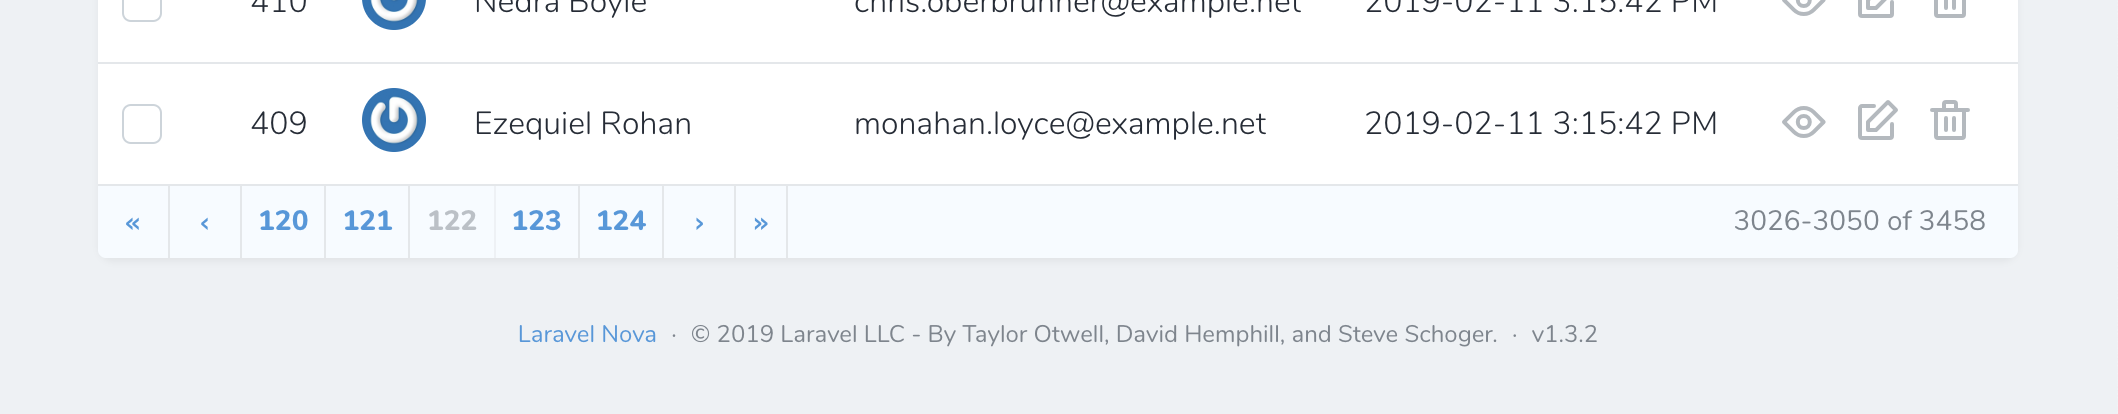 410 Nedra Boyle chris.oberbrunner@example.net 2019-02-11 3:15:42 PM
409 Ezequiel Rohan monahan.loyce@example.net 2019-02-11 3:15:42 PM
« ‹ 120 121 122 123 124 › » 3026-3050 of 3458
Laravel Nova · © 2019 Laravel LLC - By Taylor Otwell, David Hemphill, and Steve Schoger. · v1.3.2